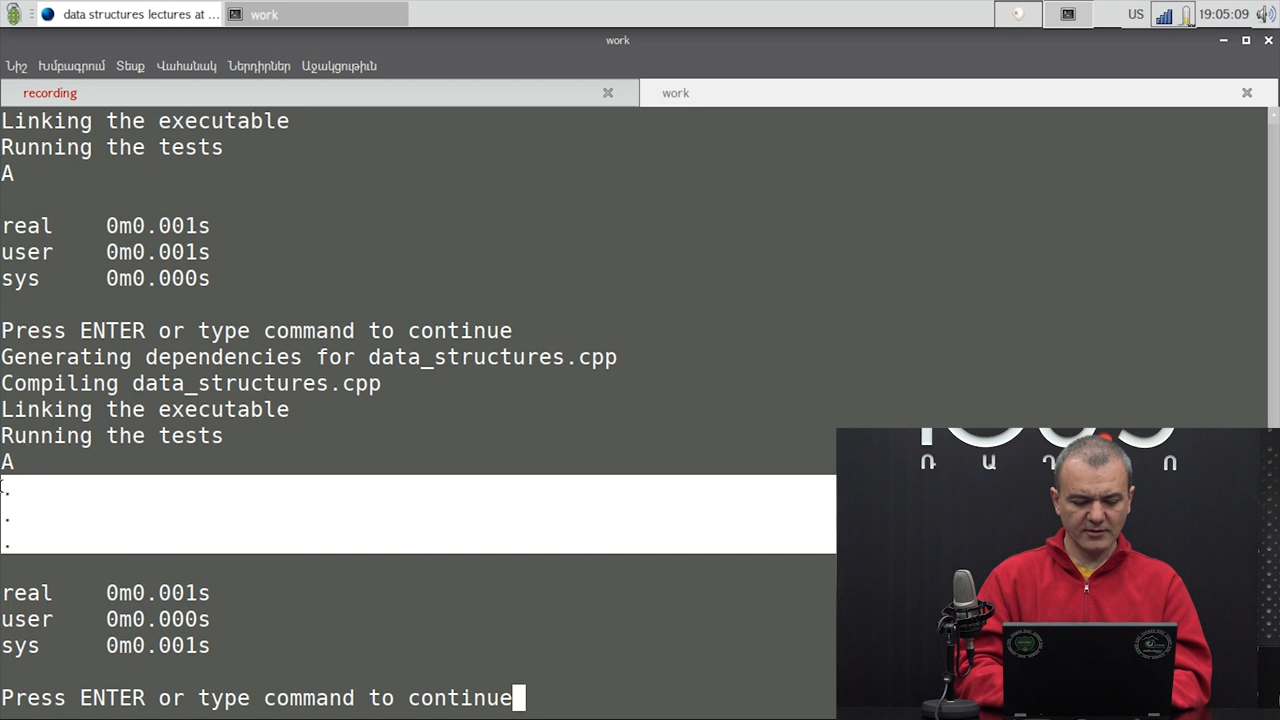 data structures lectures at ...
work
US
19:05:09
work
Նիշ Խմբագրում Տեսք Վահանակ Ներդիրներ Աջակցութիւն
recording
work
Linking the executable
Running the tests
A
real 0m0.001s
user 0m0.001s
sys 0m0.000s
Press ENTER or type command to continue
Generating dependencies for data_structures.cpp
Compiling data_structures.cpp
Linking the executable
Running the tests
A
.
.
.
real 0m0.001s
user 0m0.000s
sys 0m0.001s
Press ENTER or type command to continue